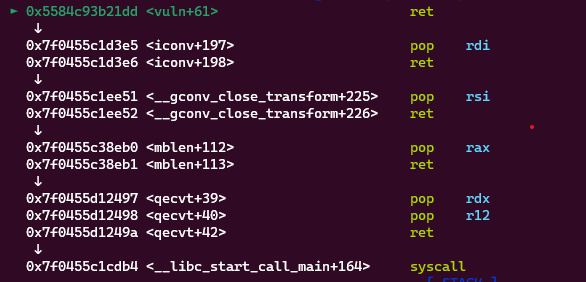 ► 0x5584c93b21dd <vuln+61> ret
↓
0x7f0455c1d3e5 <iconv+197> pop rdi
0x7f0455c1d3e6 <iconv+198> ret
↓
0x7f0455c1ee51 <__gconv_close_transform+225> pop rsi
0x7f0455c1ee52 <__gconv_close_transform+226> ret
↓
0x7f0455c38eb0 <mblen+112> pop rax
0x7f0455c38eb1 <mblen+113> ret
↓
0x7f0455d12497 <qecvt+39> pop rdx
0x7f0455d12498 <qecvt+40> pop r12
0x7f0455d1249a <qecvt+42> ret
↓
0x7f0455c1cdb4 <__libc_start_call_main+164> syscall